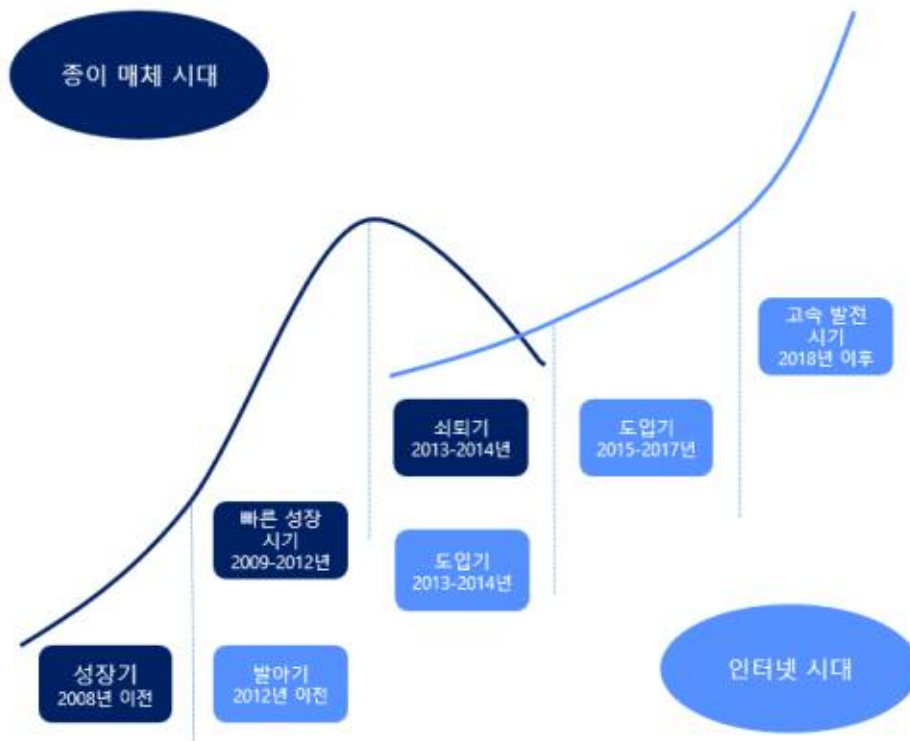 종이 매체 시대
고속 발전
시기
2018년 이후
쇠퇴기
2013-2014년
도입기
2015-2017년
빠른 성장
시기
2009-2012년
도입기
2013-2014년
성장기
2008년 이전
발아기
2012년 이전
인터넷 시대